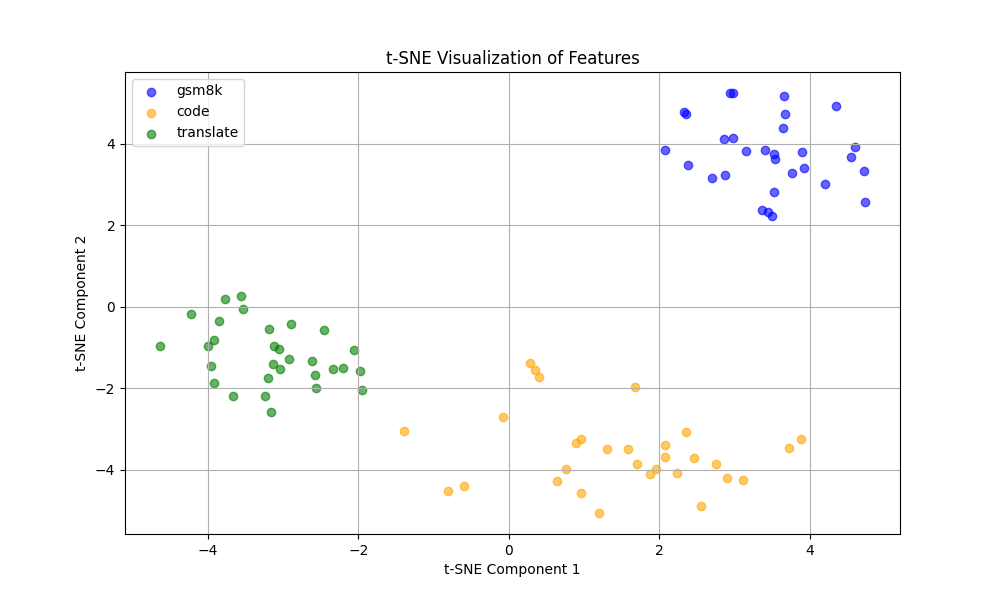 t-SNE Visualization of Features
gsm8k
code
translate
t-SNE Component 2
4
2
0
−2
−4
−4
−2
0
2
4
t-SNE Component 1